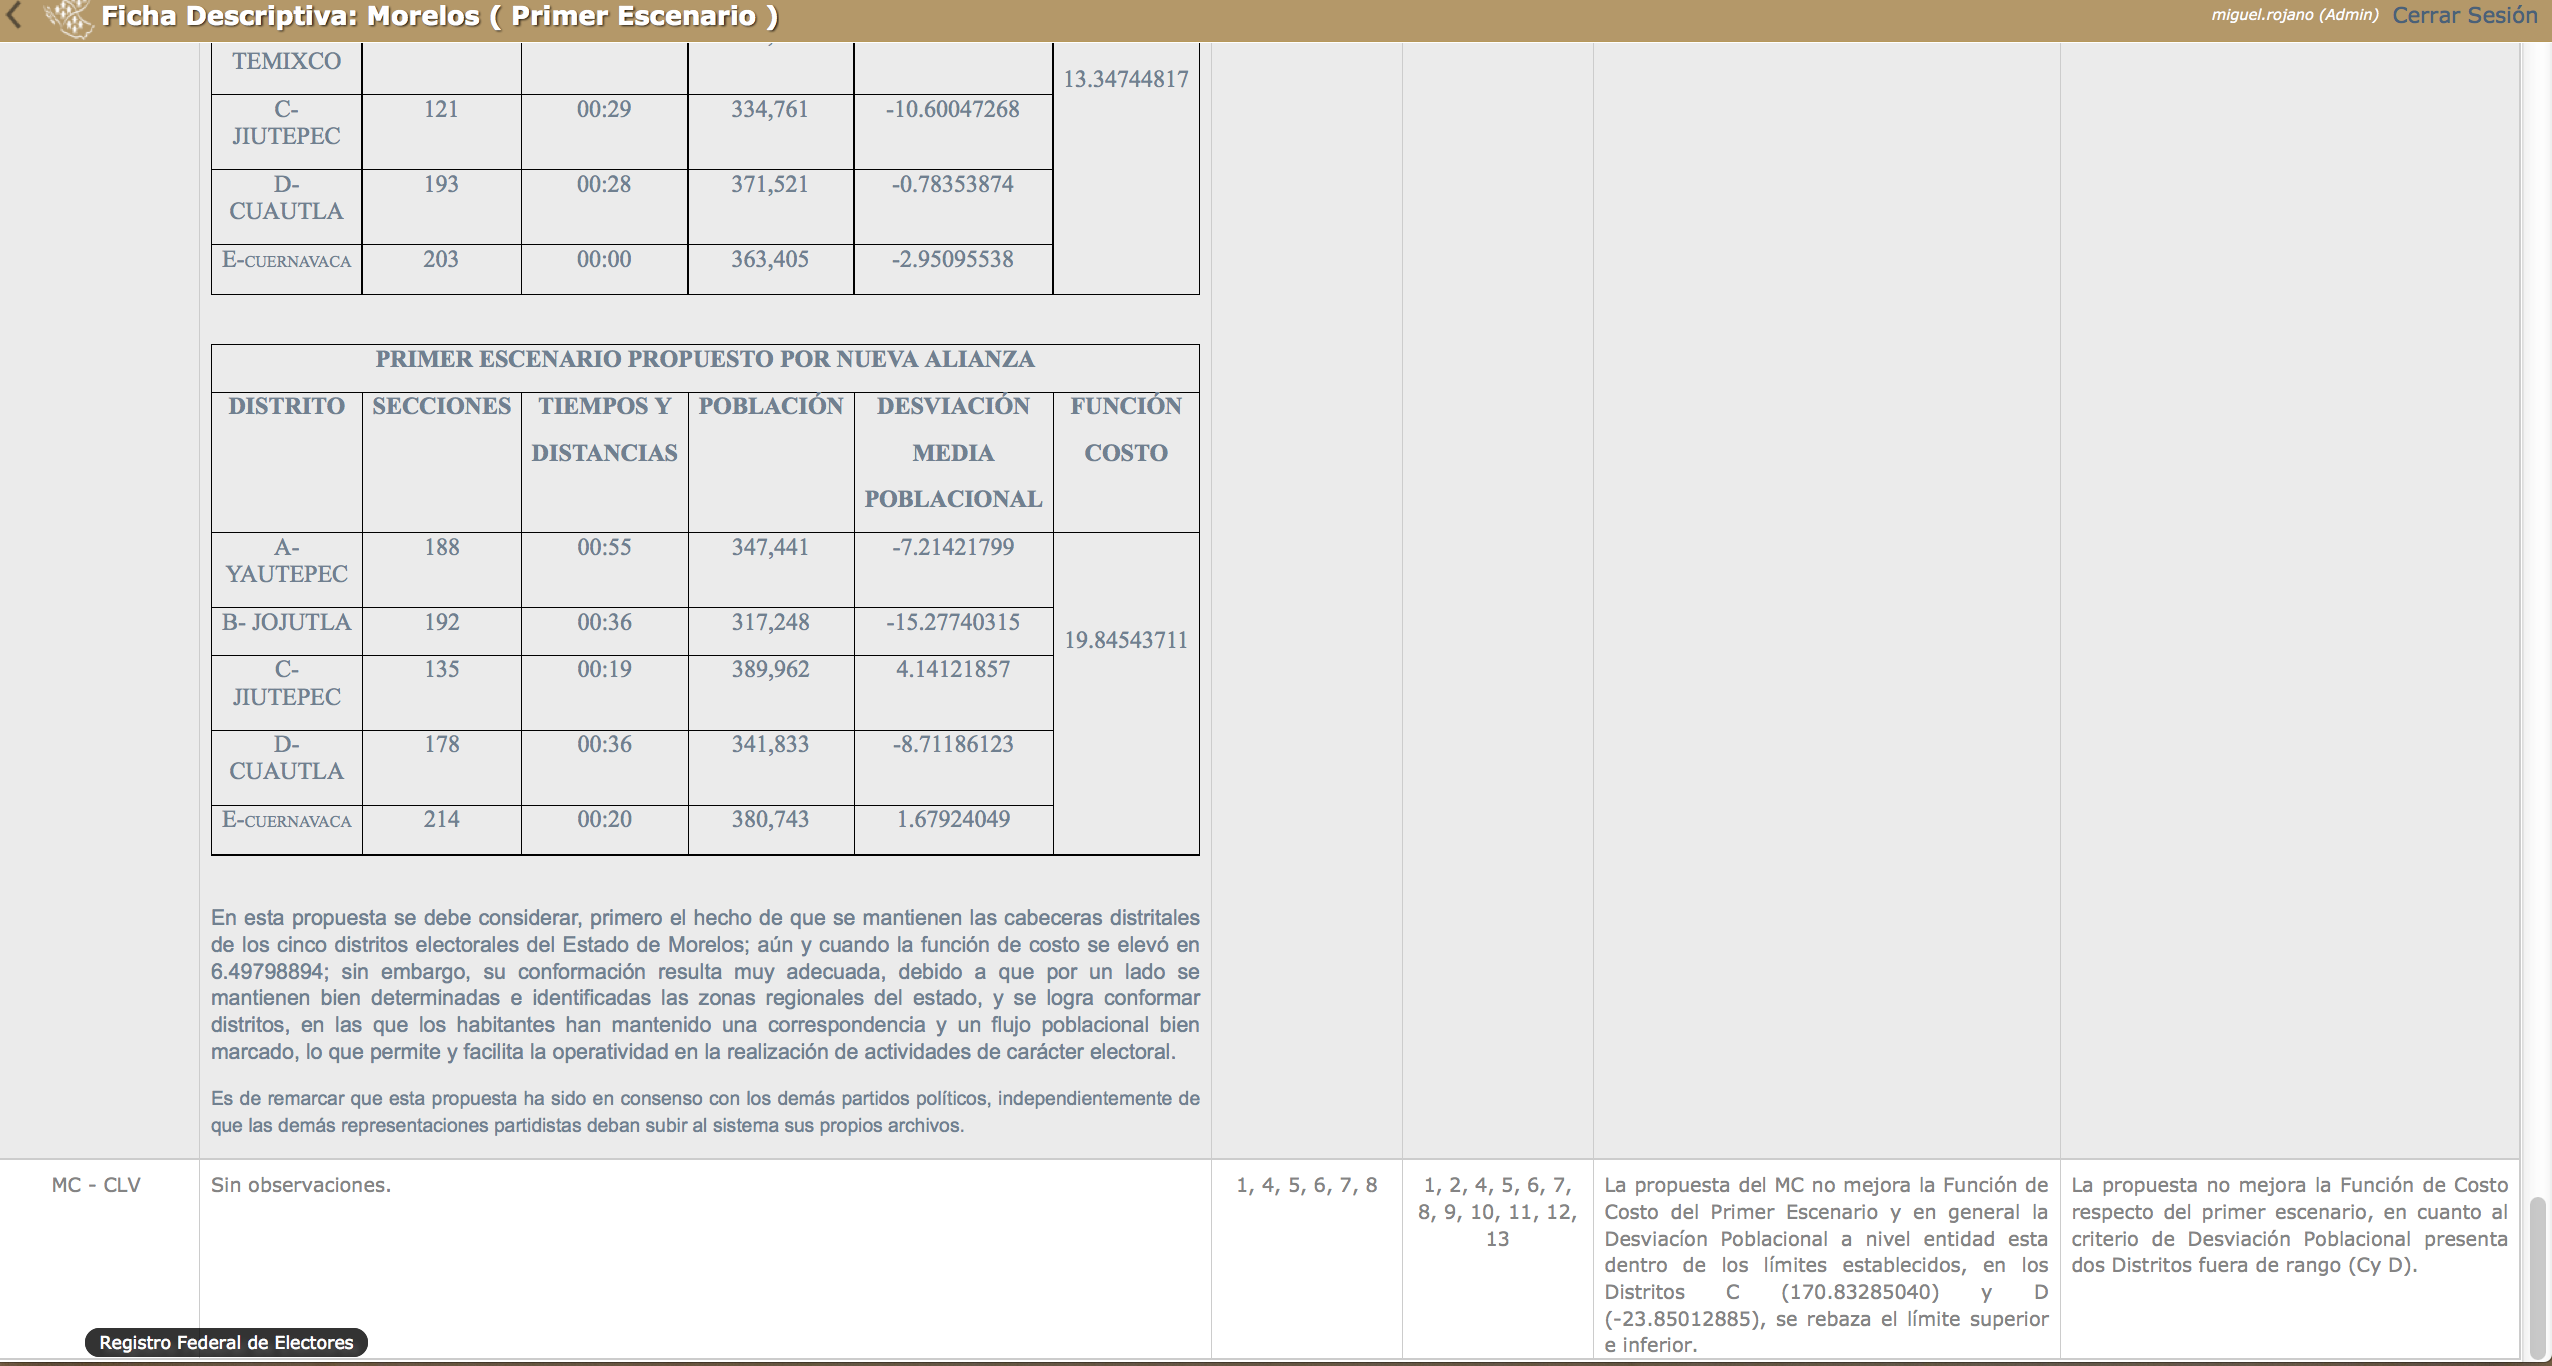 Ficha Descriptiva: Morelos ( Primer Escenario )
miguel.rojano (Admin) Cerrar Sesión
TEMIXCO
13.34744817
C-
JIUTEPEC
121 00:29 334,761 -10.60047268
D-
CUAUTLA
193 00:28 371,521 -0.78353874
E-CUERNAVACA 203 00:00 363,405 -2.95095538
PRIMER ESCENARIO PROPUESTO POR NUEVA ALIANZA
DISTRITO SECCIONES TIEMPOS Y POBLACIÓN DESVIACIÓN FUNCIÓN
DISTANCIAS MEDIA COSTO
POBLACIONAL
A-
YAUTEPEC
188 00:55 347,441 -7.21421799
B- JOJUTLA 192 00:36 317,248 -15.27740315
19.84543711
C-
JIUTEPEC
135 00:19 389,962 4.14121857
D-
CUAUTLA
178 00:36 341,833 -8.71186123
E-CUERNAVACA 214 00:20 380,743 1.67924049
En esta propuesta se debe considerar, primero el hecho de que se mantienen las cabeceras distritales
de los cinco distritos electorales del Estado de Morelos; aún y cuando la función de costo se elevó en
6.49798894; sin embargo, su conformación resulta muy adecuada, debido a que por un lado se
mantienen bien determinadas e identificadas las zonas regionales del estado, y se logra conformar
distritos, en las que los habitantes han mantenido una correspondencia y un flujo poblacional bien
marcado, lo que permite y facilita la operatividad en la realización de actividades de carácter electoral.
Es de remarcar que esta propuesta ha sido en consenso con los demás partidos políticos, independientemente de
que las demás representaciones partidistas deban subir al sistema sus propios archivos.
MC - CLV
Sin observaciones.
1, 4, 5, 6, 7, 8
1, 2, 4, 5, 6, 7,
8, 9, 10, 11, 12,
13
La propuesta del MC no mejora la Función de
Costo del Primer Escenario y en general la
Desviacíon Poblacional a nivel entidad esta
dentro de los límites establecidos, en los
Distritos C (170.83285040) y D
(-23.85012885), se rebaza el límite superior
e inferior.
La propuesta no mejora la Función de Costo
respecto del primer escenario, en cuanto al
criterio de Desviación Poblacional presenta
dos Distritos fuera de rango (Cy D).
Registro Federal de Electores